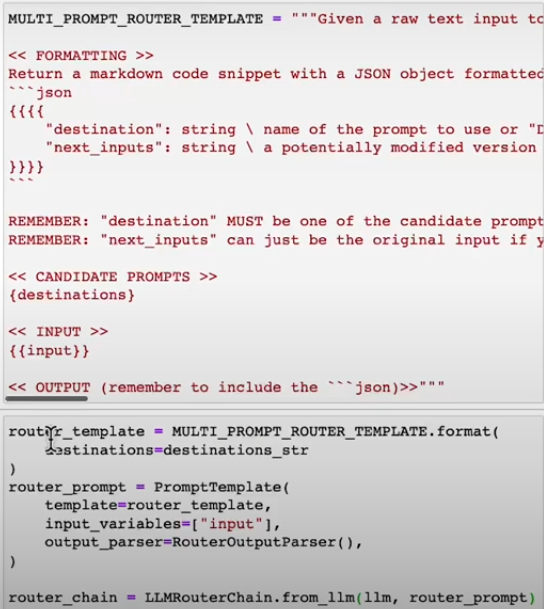 MULTI_PROMPT_ROUTER_TEMPLATE = """Given a raw text input to
<< FORMATTING >>
Return a markdown code snippet with a JSON object formatted
```json
{{{{
"destination": string \ name of the prompt to use or "D
"next_inputs": string \ a potentially modified version
}}}}
```
REMEMBER: "destination" MUST be one of the candidate prompt
REMEMBER: "next_inputs" can just be the original input if y
<< CANDIDATE PROMPTS >>
{destinations}
<< INPUT >>
{{input}}
<< OUTPUT (remember to include the ```json)>>"""
router_template = MULTI_PROMPT_ROUTER_TEMPLATE.format(
destinations=destinations_str
)
router_prompt = PromptTemplate(
template=router_template,
input_variables=["input"],
output_parser=RouterOutputParser(),
)
router_chain = LLMRouterChain.from_llm(llm, router_prompt)